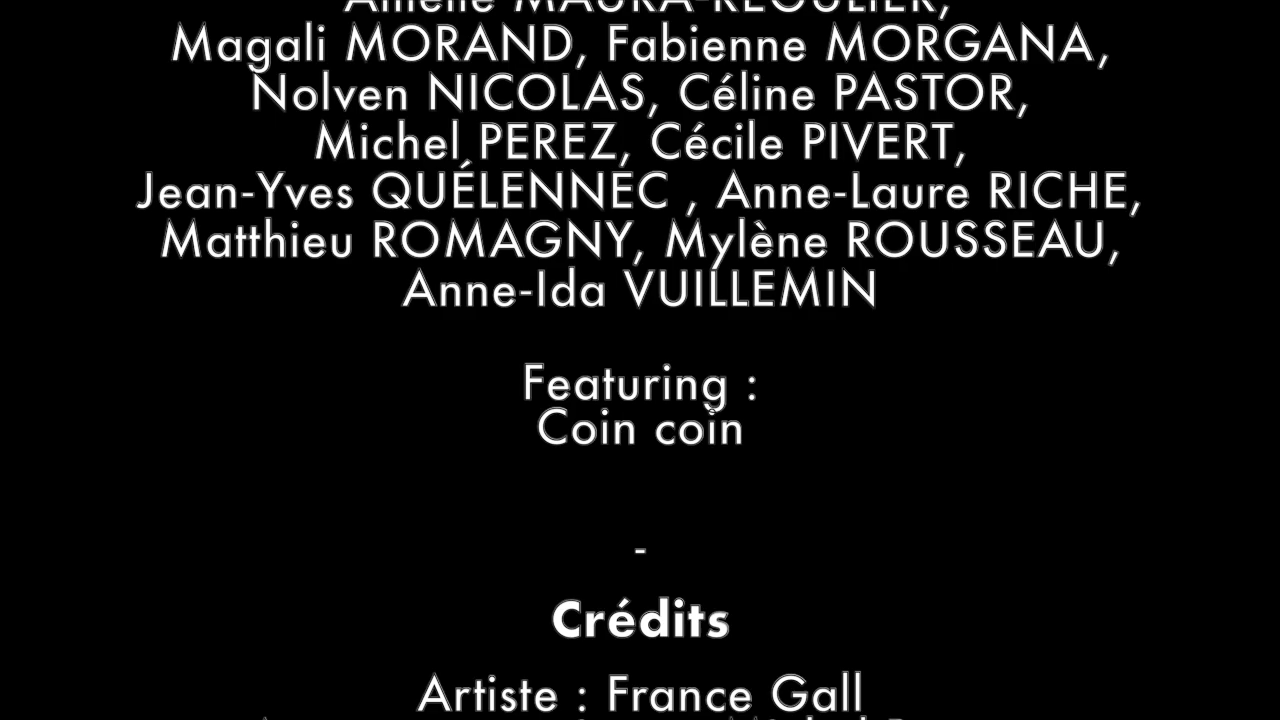 Magali MORAND, Fabienne MORGANA,
Nolven NICOLAS, Céline PASTOR,
Michel PEREZ, Cécile PIVERT,
Jean-Yves QUÉLENNEC , Anne-Laure RICHE,
Matthieu ROMAGNY, Mylène ROUSSEAU,
Anne-Ida VUILLEMIN
Featuring :
Coin coin
-
Crédits
Artiste : France Gall